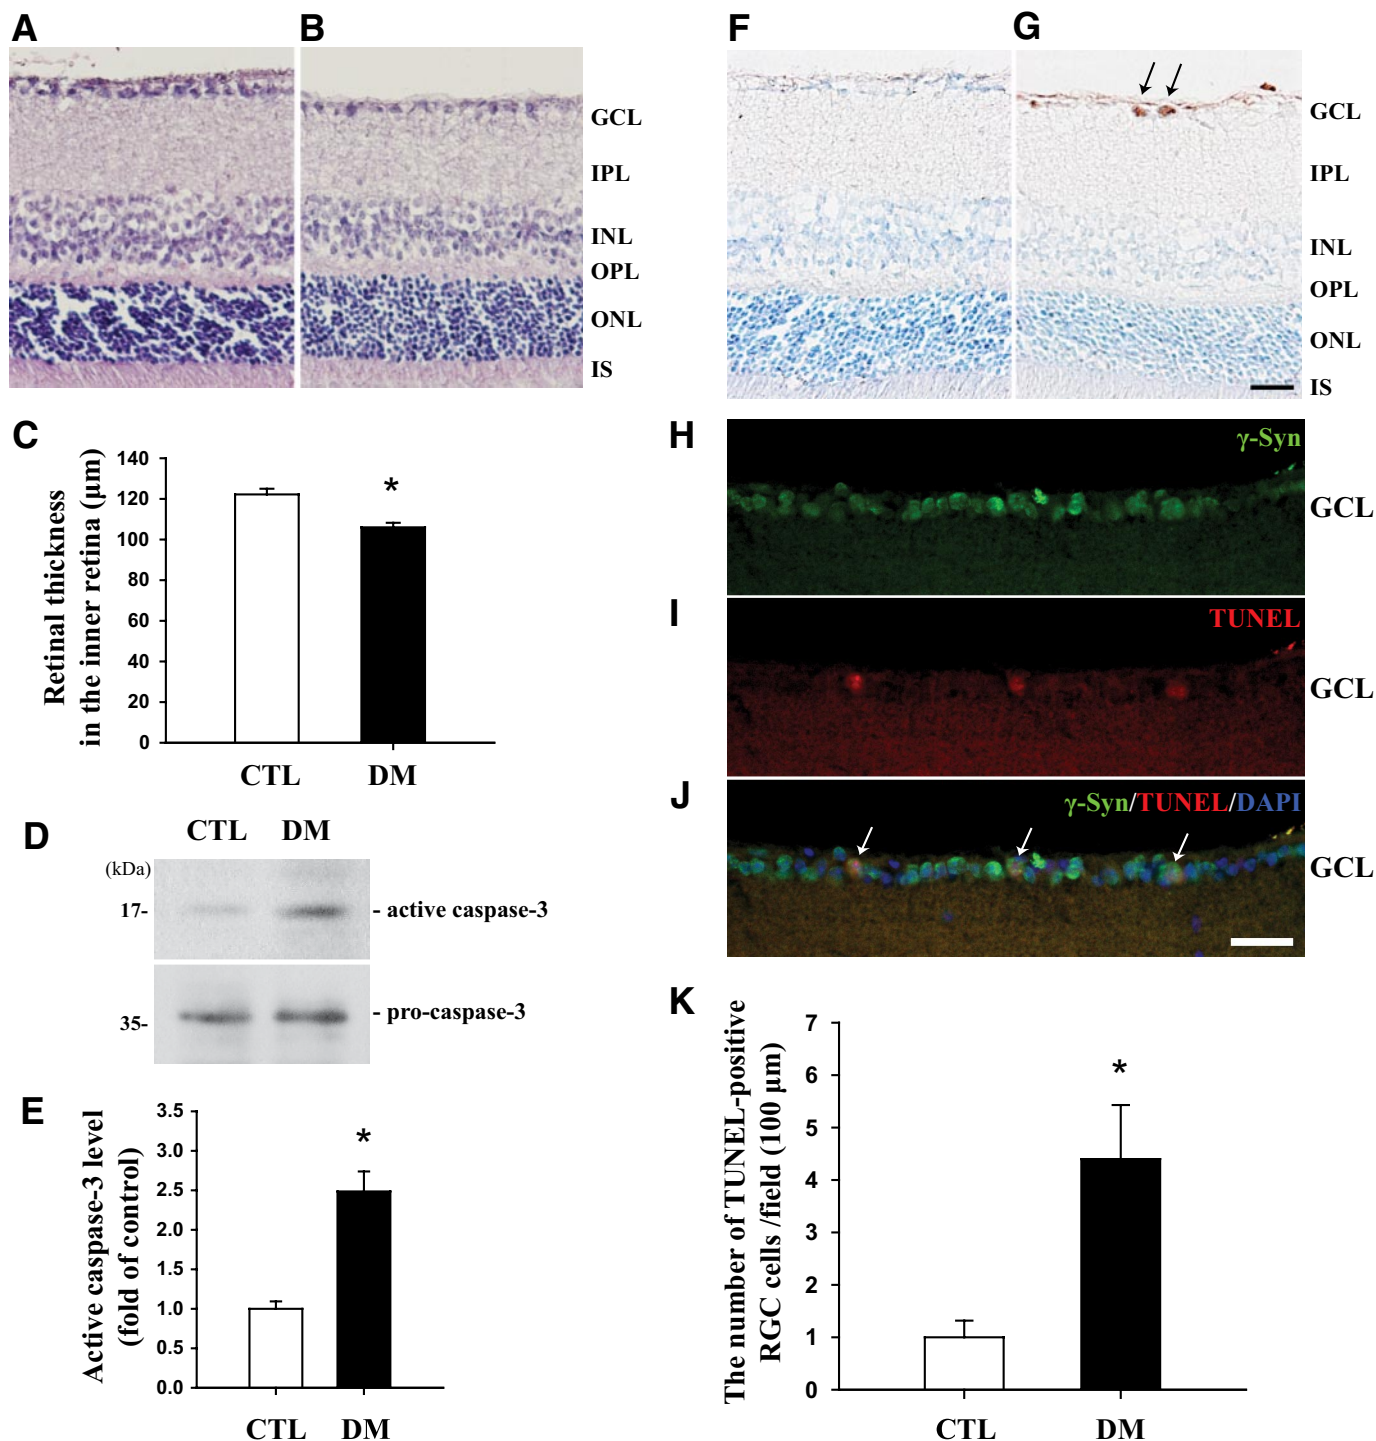 A
B
GCL
IPL
INL
OPL
ONL
IS
C
Retinal thickness
in the inner retina (µm)
140
120
100
80
60
40
20
0
*
CTL DM
D
CTL DM
(kDa)
17-
- active caspase-3
35-
- pro-caspase-3
E
Active caspase-3 level
(fold of control)
3.5
3.0
2.5
2.0
1.5
1.0
0.5
0.0
*
CTL DM
F
G
GCL
IPL
INL
OPL
ONL
IS
H
γ-Syn
GCL
I
TUNEL
GCL
J
γ-Syn/TUNEL/DAPI
GCL
K
The number of TUNEL-positive
RGC cells /field (100 µm)
7
6
5
4
3
2
1
0
*
CTL DM